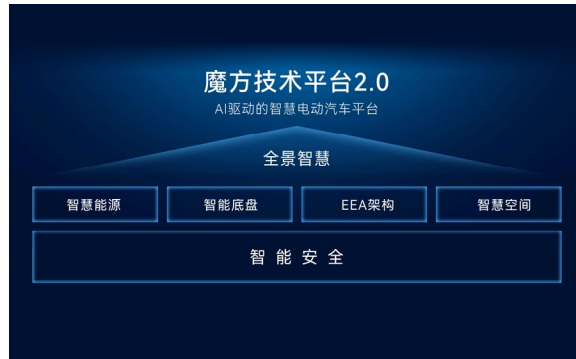 魔方技术平台2.0
AI驱动的智慧电动汽车平台
全景智慧
智慧能源
智能底盘
EEA架构
智慧空间
智能安全